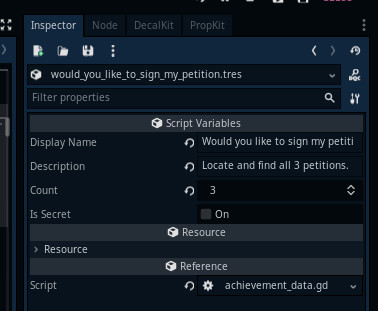 Inspector Node DecalKit PropKit
would_you_like_to_sign_my_petition.tres
Filter properties
Script Variables
Display Name Would you like to sign my petiti
Description Locate and find all 3 petitions.
Count 3
Is Secret On
Resource
Resource
Reference
Script achievement_data.gd